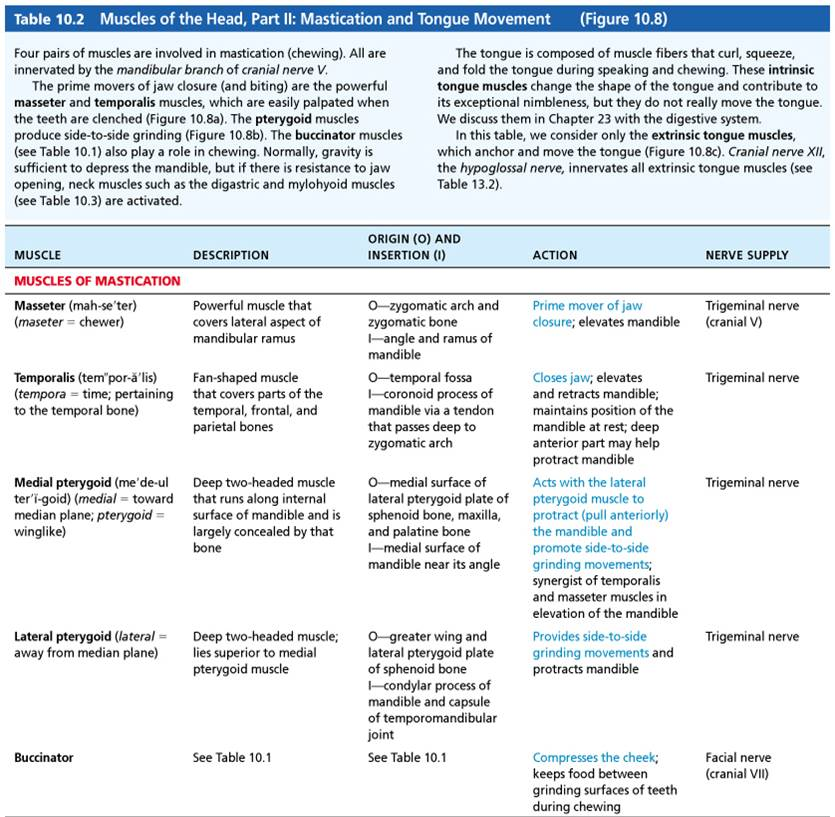 Table 10.2 Muscles of the Head, Part II: Mastication and Tongue Movement (Figure 10.8)
Four pairs of muscles are involved in mastication (chewing). All are
innervated by the mandibular branch of cranial nerve V.
The prime movers of jaw closure (and biting) are the powerful
masseter and temporalis muscles, which are easily palpated when
the teeth are clenched (Figure 10.8a). The pterygoid muscles
produce side-to-side grinding (Figure 10.8b). The buccinator muscles
(see Table 10.1) also play a role in chewing. Normally, gravity is
sufficient to depress the mandible, but if there is resistance to jaw
opening, neck muscles such as the digastric and mylohyoid muscles
(see Table 10.3) are activated.
The tongue is composed of muscle fibers that curl, squeeze,
and fold the tongue during speaking and chewing. These intrinsic
tongue muscles change the shape of the tongue and contribute to
its exceptional nimbleness, but they do not really move the tongue.
We discuss them in Chapter 23 with the digestive system.
In this table, we consider only the extrinsic tongue muscles,
which anchor and move the tongue (Figure 10.8c). Cranial nerve XII,
the hypoglossal nerve, innervates all extrinsic tongue muscles (see
Table 13.2).
MUSCLE
DESCRIPTION
ORIGIN (O) AND
INSERTION (I)
ACTION
NERVE SUPPLY
MUSCLES OF MASTICATION
Masseter (mah-se′ter)
(maseter = chewer)
Powerful muscle that
covers lateral aspect of
mandibular ramus
O—zygomatic arch and
zygomatic bone
I—angle and ramus of
mandible
Prime mover of jaw
closure; elevates mandible
Trigeminal nerve
(cranial V)
Temporalis (tem″por-ă′lis)
(tempora = time; pertaining
to the temporal bone)
Fan-shaped muscle
that covers parts of the
temporal, frontal, and
parietal bones
O—temporal fossa
I—coronoid process of
mandible via a tendon
that passes deep to
zygomatic arch
Closes jaw; elevates
and retracts mandible;
maintains position of the
mandible at rest; deep
anterior part may help
protract mandible
Trigeminal nerve
Medial pterygoid (me′de-ul
ter′ĭ-goid) (medial = toward
median plane; pterygoid =
winglike)
Deep two-headed muscle
that runs along internal
surface of mandible and is
largely concealed by that
bone
O—medial surface of
lateral pterygoid plate of
sphenoid bone, maxilla,
and palatine bone
I—medial surface of
mandible near its angle
Acts with the lateral
pterygoid muscle to
protract (pull anteriorly)
the mandible and
promote side-to-side
grinding movements;
synergist of temporalis
and masseter muscles in
elevation of the mandible
Trigeminal nerve
Lateral pterygoid (lateral =
away from median plane)
Deep two-headed muscle;
lies superior to medial
pterygoid muscle
O—greater wing and
lateral pterygoid plate
of sphenoid bone
I—condylar process of
mandible and capsule
of temporomandibular
joint
Provides side-to-side
grinding movements and
protracts mandible
Trigeminal nerve
Buccinator
See Table 10.1
See Table 10.1
Compresses the cheek;
keeps food between
grinding surfaces of teeth
during chewing
Facial nerve
(cranial VII)